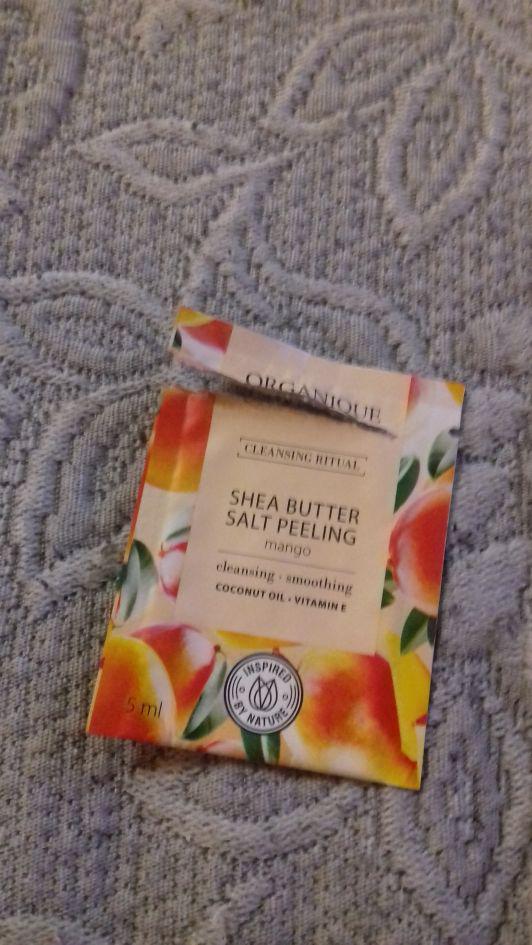 ORGANIQUE
CLEANSING RITUAL
SHEA BUTTER
SALT PEELING
mango
cleansing · smoothing
COCONUT OIL · VITAMIN E
INSPIRED
BY NATURE
5 ml